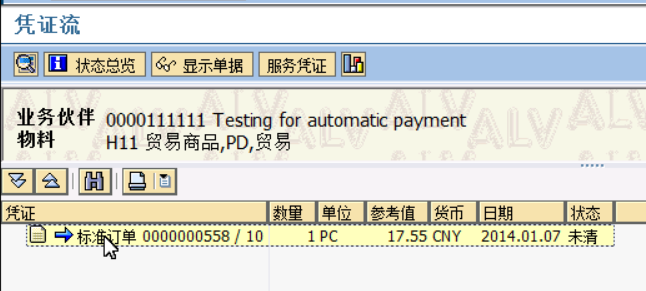 凭证流
状态总览 显示单据 服务凭证
业务伙伴 0000111111 Testing for automatic payment
物料 H11 贸易商品,PD,贸易
凭证 数量 单位 参考值 货币 日期 状态
标准订单 0000000558 / 10 1 PC 17.55 CNY 2014.01.07 未清